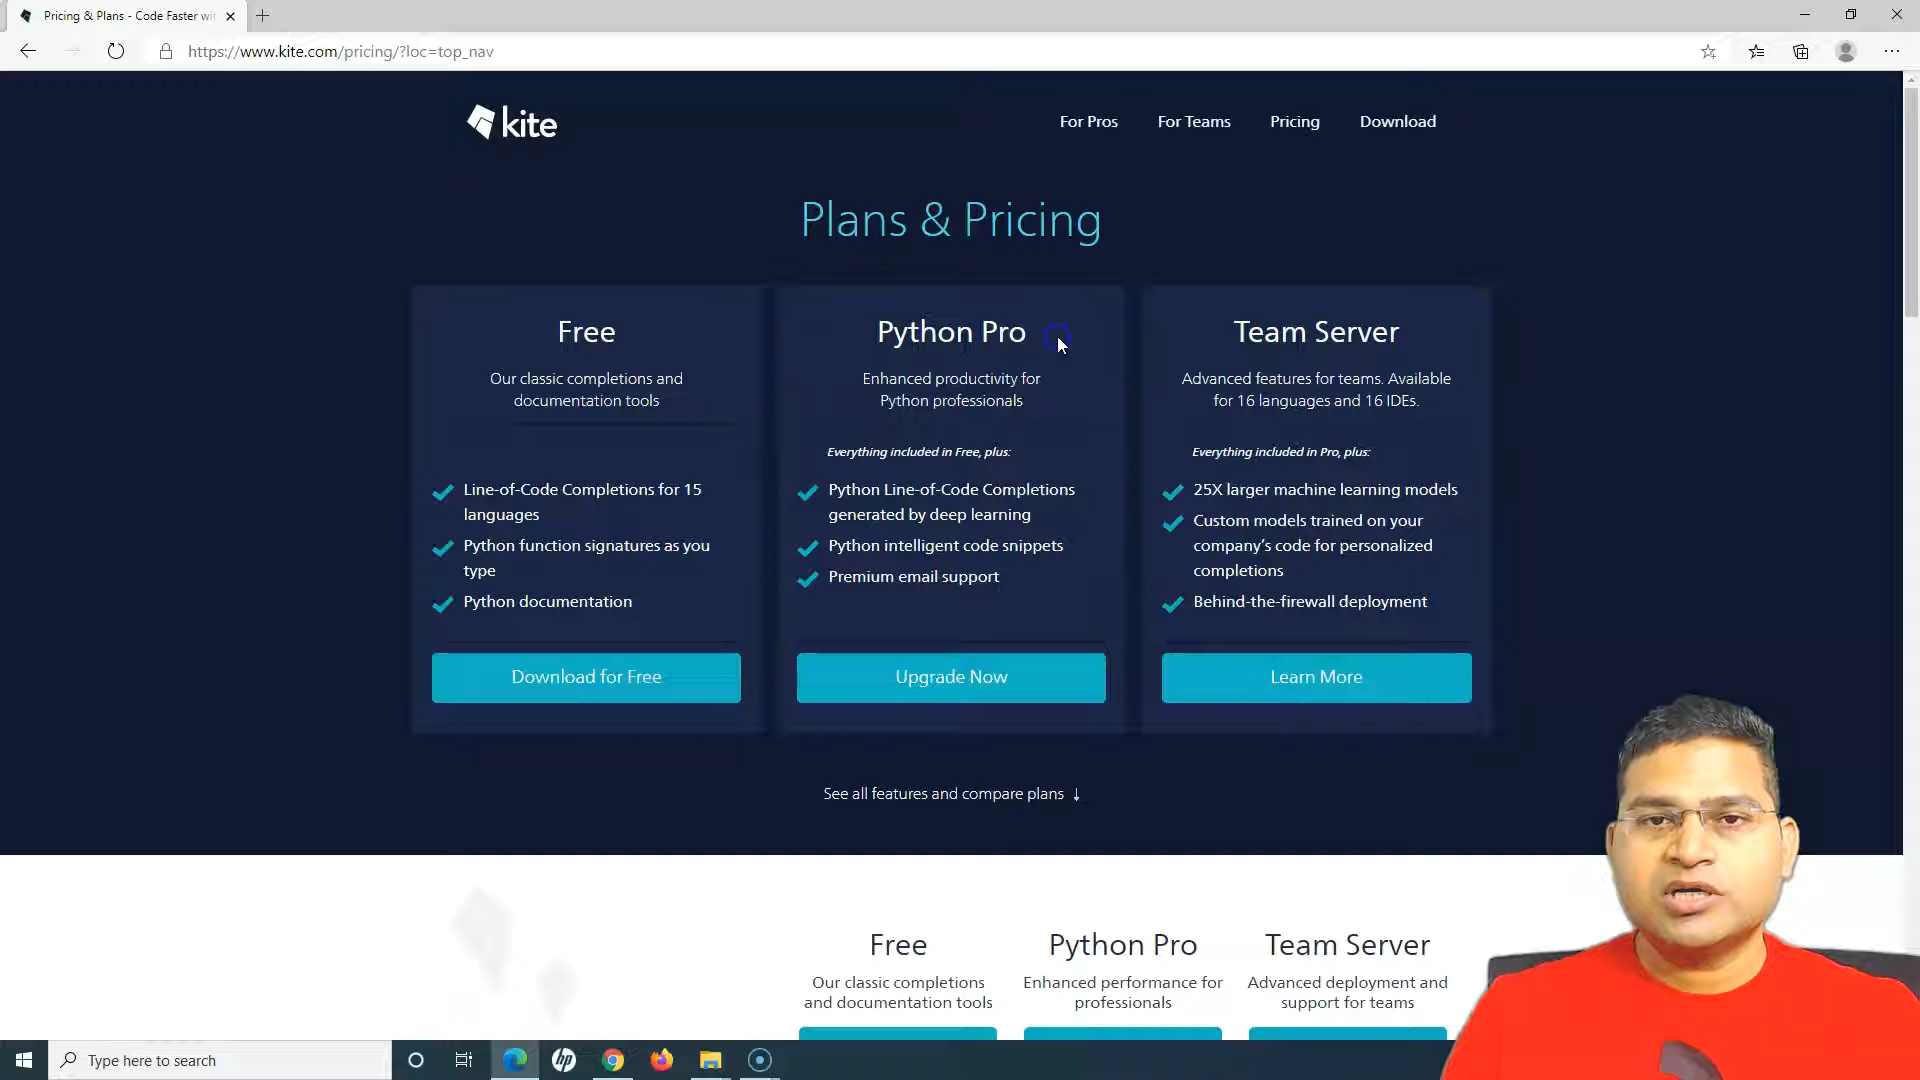 Pricing & Plans - Code Faster wi
https://www.kite.com/pricing/?loc=top_nav
kite
For Pros
For Teams
Pricing
Download
Plans & Pricing
Free
Our classic completions and
documentation tools
Line-of-Code Completions for 15
languages
Python function signatures as you
type
Python documentation
Download for Free
Python Pro
Enhanced productivity for
Python professionals
Everything included in Free, plus:
Python Line-of-Code Completions
generated by deep learning
Python intelligent code snippets
Premium email support
Upgrade Now
Team Server
Advanced features for teams. Available
for 16 languages and 16 IDEs.
Everything included in Pro, plus:
25X larger machine learning models
Custom models trained on your
company's code for personalized
completions
Behind-the-firewall deployment
Learn More
See all features and compare plans ↓
Free
Our classic completions
and documentation tools
Python Pro
Enhanced performance for
professionals
Team Server
Advanced deployment and
support for teams
Type here to search
hp